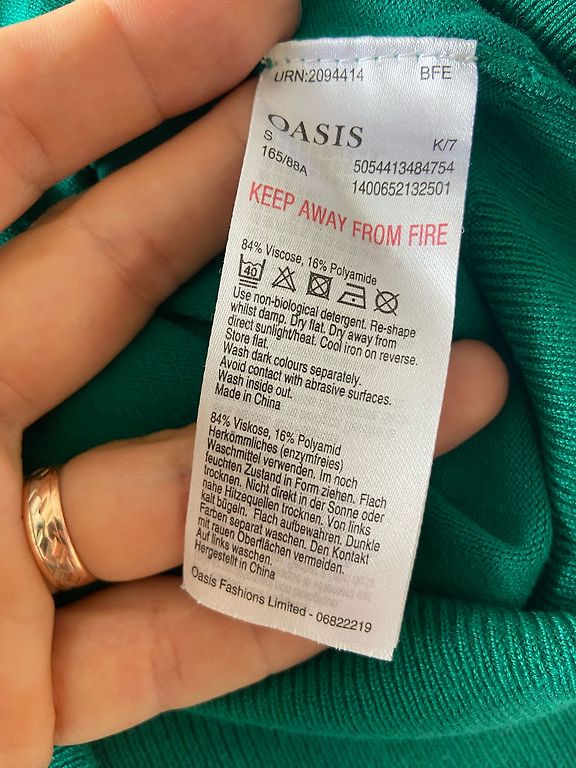 URN:2094414 BFE
OASIS
S K/7
165/88A 5054413484754
1400652132501
KEEP AWAY FROM FIRE
84% Viscose, 16% Polyamide
40
Use non-biological detergent. Re-shape
whilst damp. Dry flat. Dry away from
direct sunlight/heat. Cool iron on reverse.
Store flat.
Wash dark colours separately.
Avoid contact with abrasive surfaces.
Wash inside out.
Made in China
84% Viskose, 16% Polyamid
Herkömmliches (enzymfreies)
Waschmittel verwenden. Im noch
feuchten Zustand in Form ziehen. Flach
trocknen. Nicht direkt in der Sonne oder
nahe Hitzequellen trocknen. Von links
kalt bügeln. Flach aufbewahren. Dunkle
Farben separat waschen. Den Kontakt
mit rauen Oberflächen vermeiden.
Auf links waschen.
Hergestellt in China
Oasis Fashions Limited - 06822219